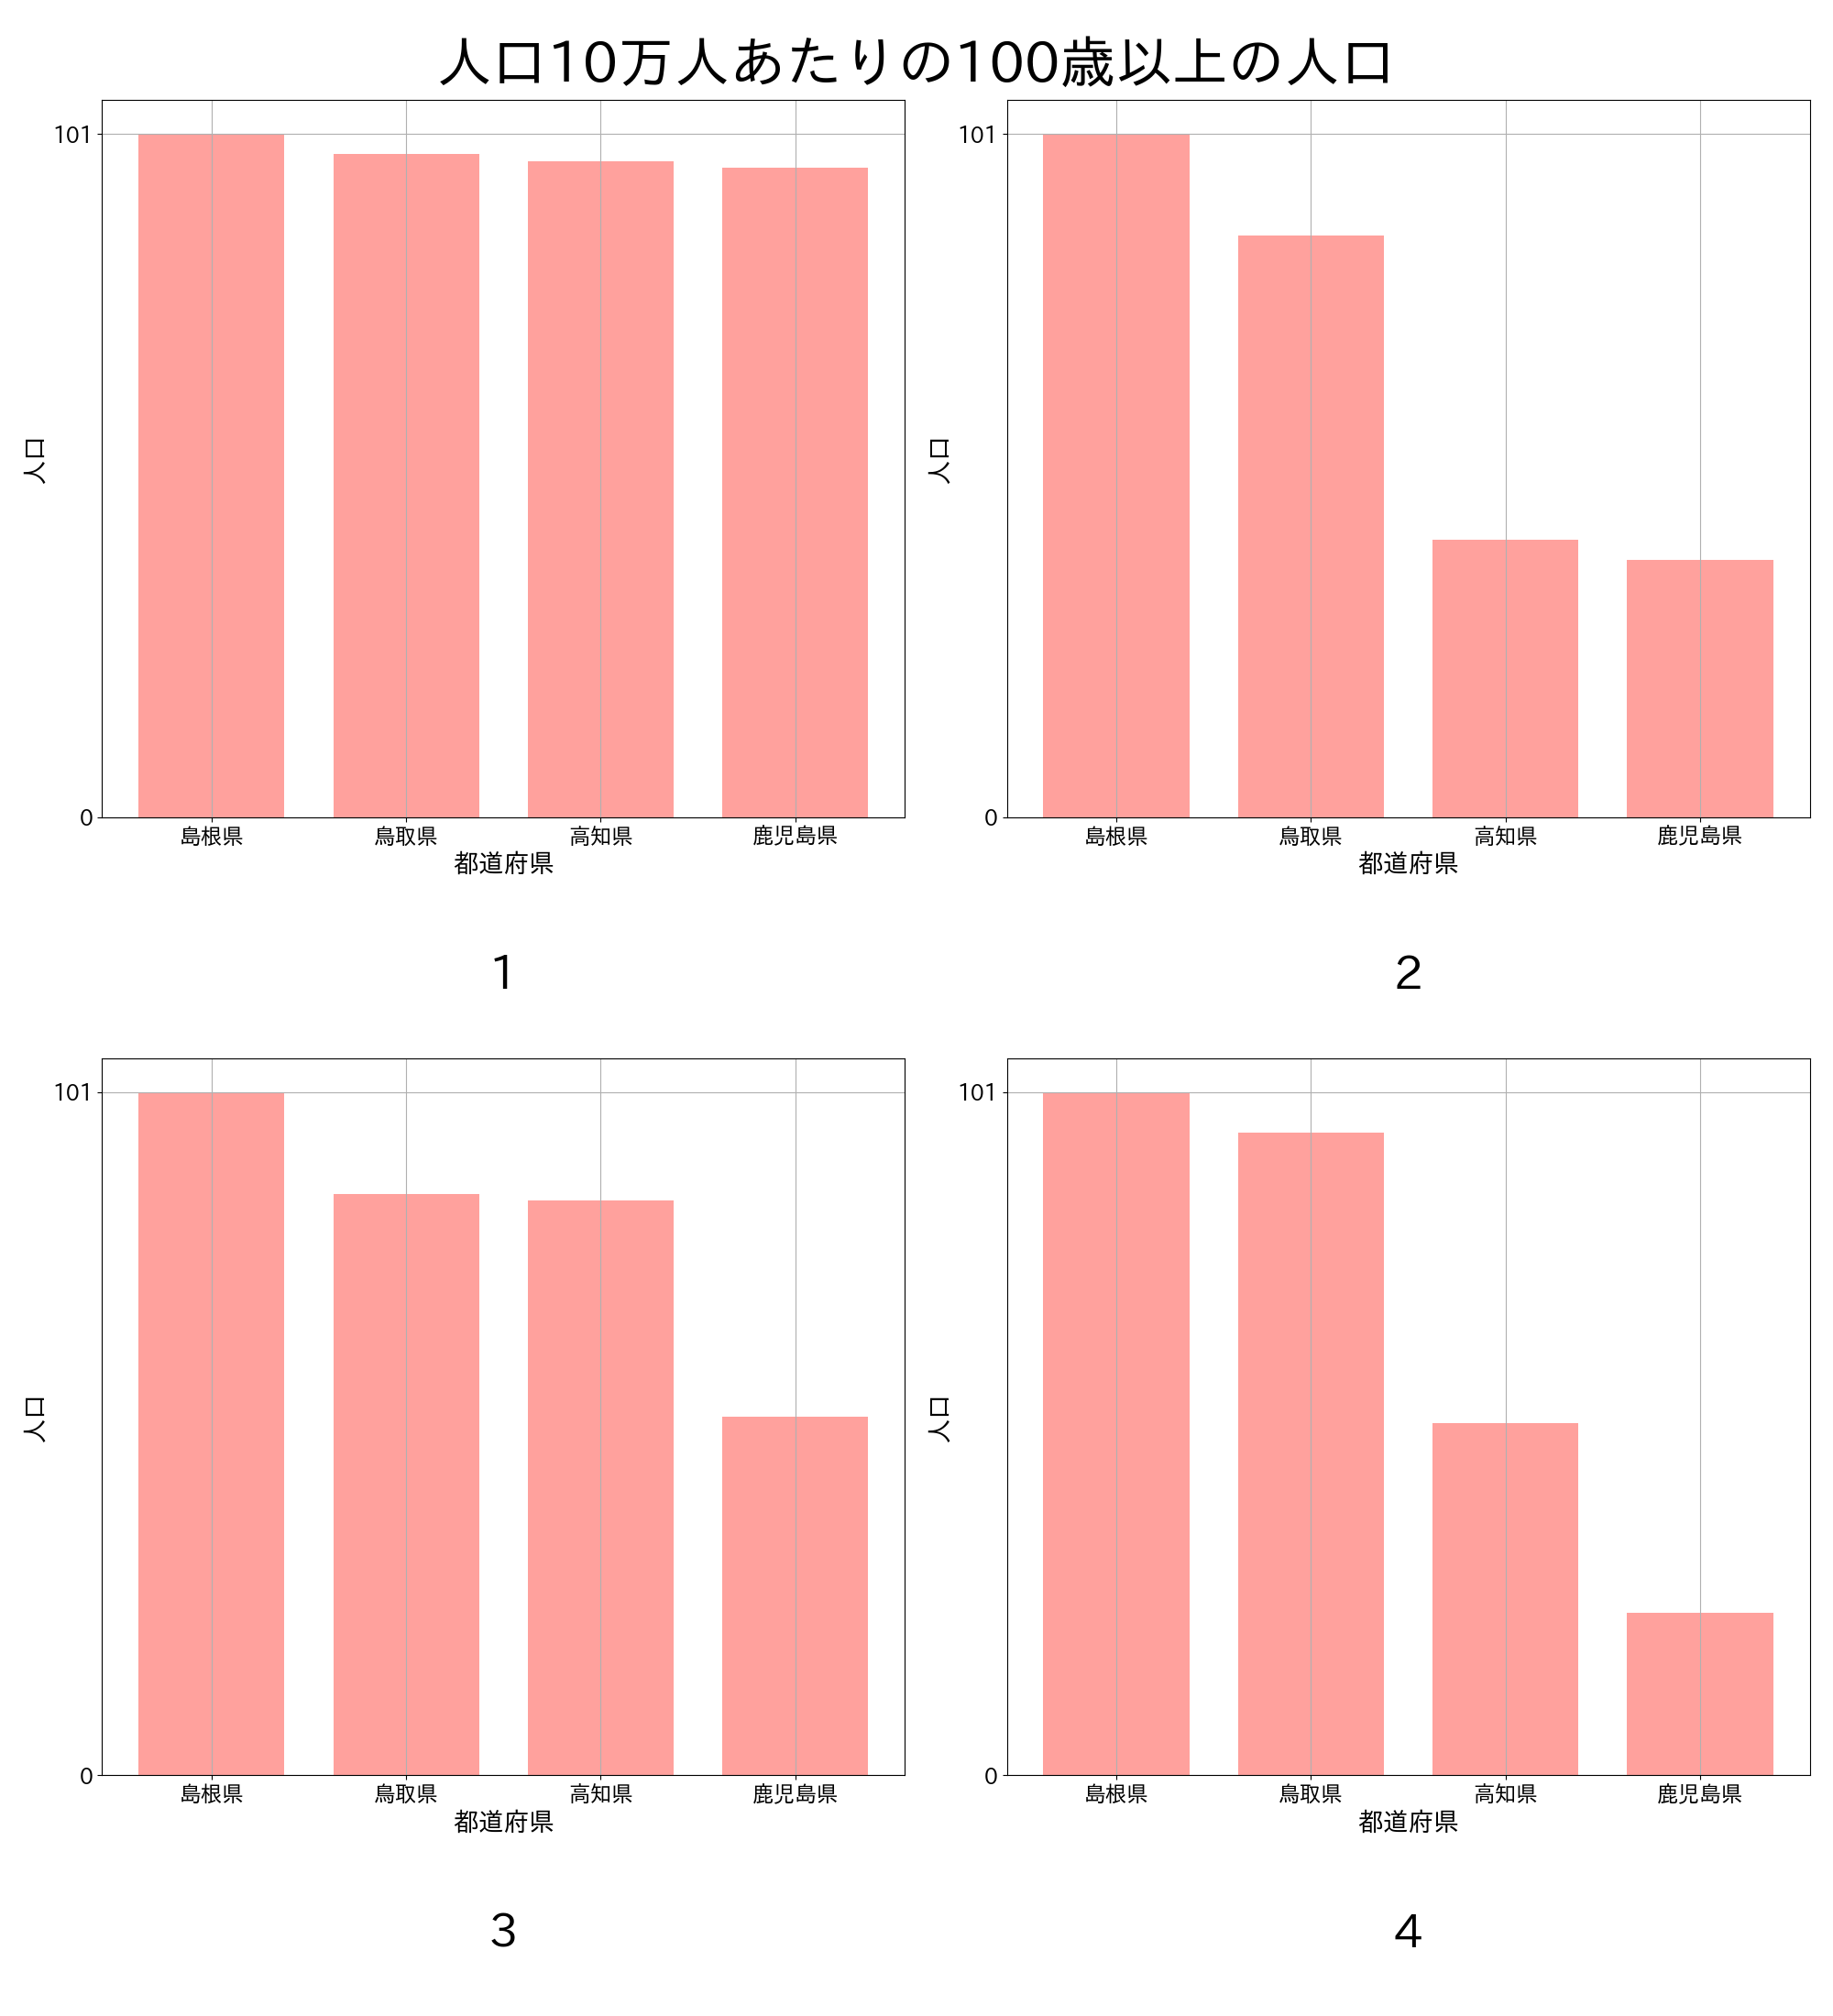 人口10万人あたりの100歳以上の人口
101
0
人口
島根県 鳥取県 高知県 鹿児島県
都道府県
1
101
0
人口
島根県 鳥取県 高知県 鹿児島県
都道府県
2
101
0
人口
島根県 鳥取県 高知県 鹿児島県
都道府県
3
101
0
人口
島根県 鳥取県 高知県 鹿児島県
都道府県
4